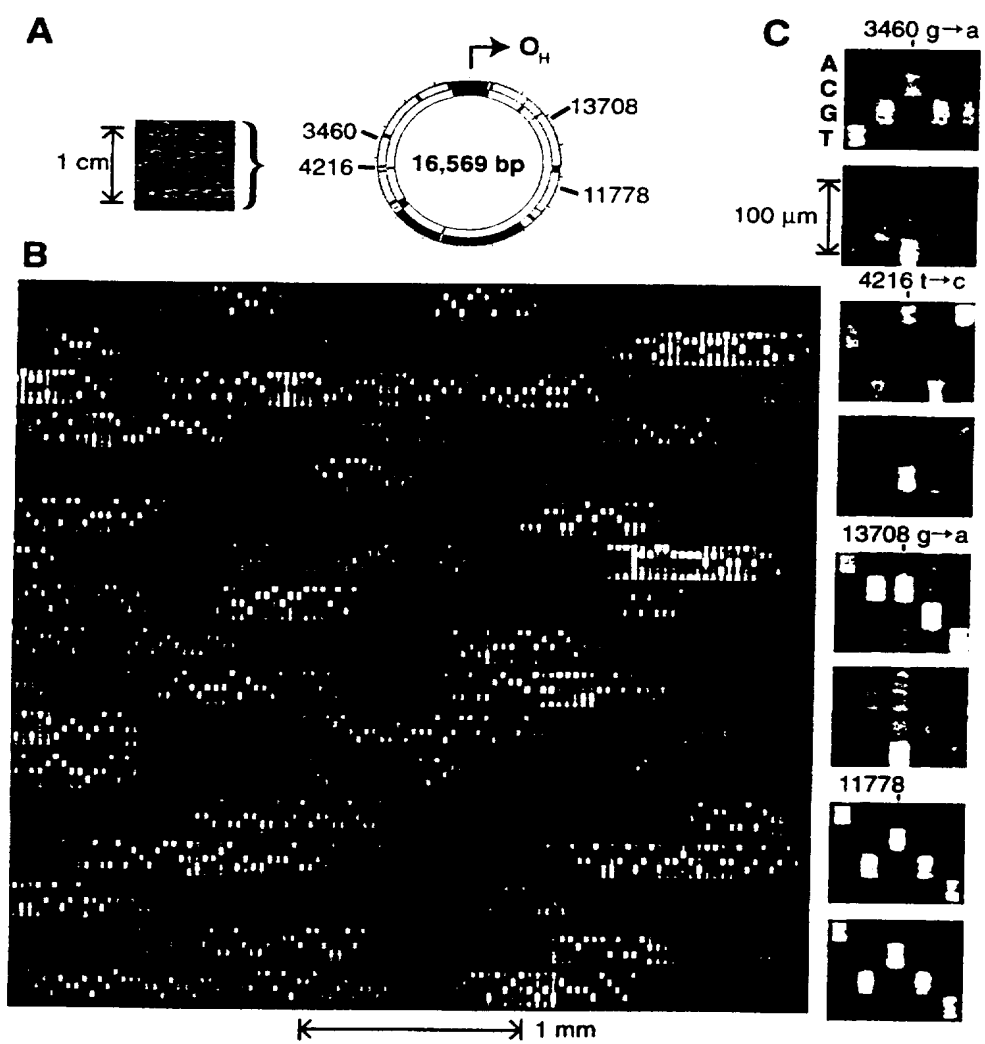 A
O_H
3460
13708
4216
16,569 bp
11778
1 cm
B
1 mm
C
3460 g→a
A
C
G
T
100 μm
4216 t→c
13708 g→a
11778